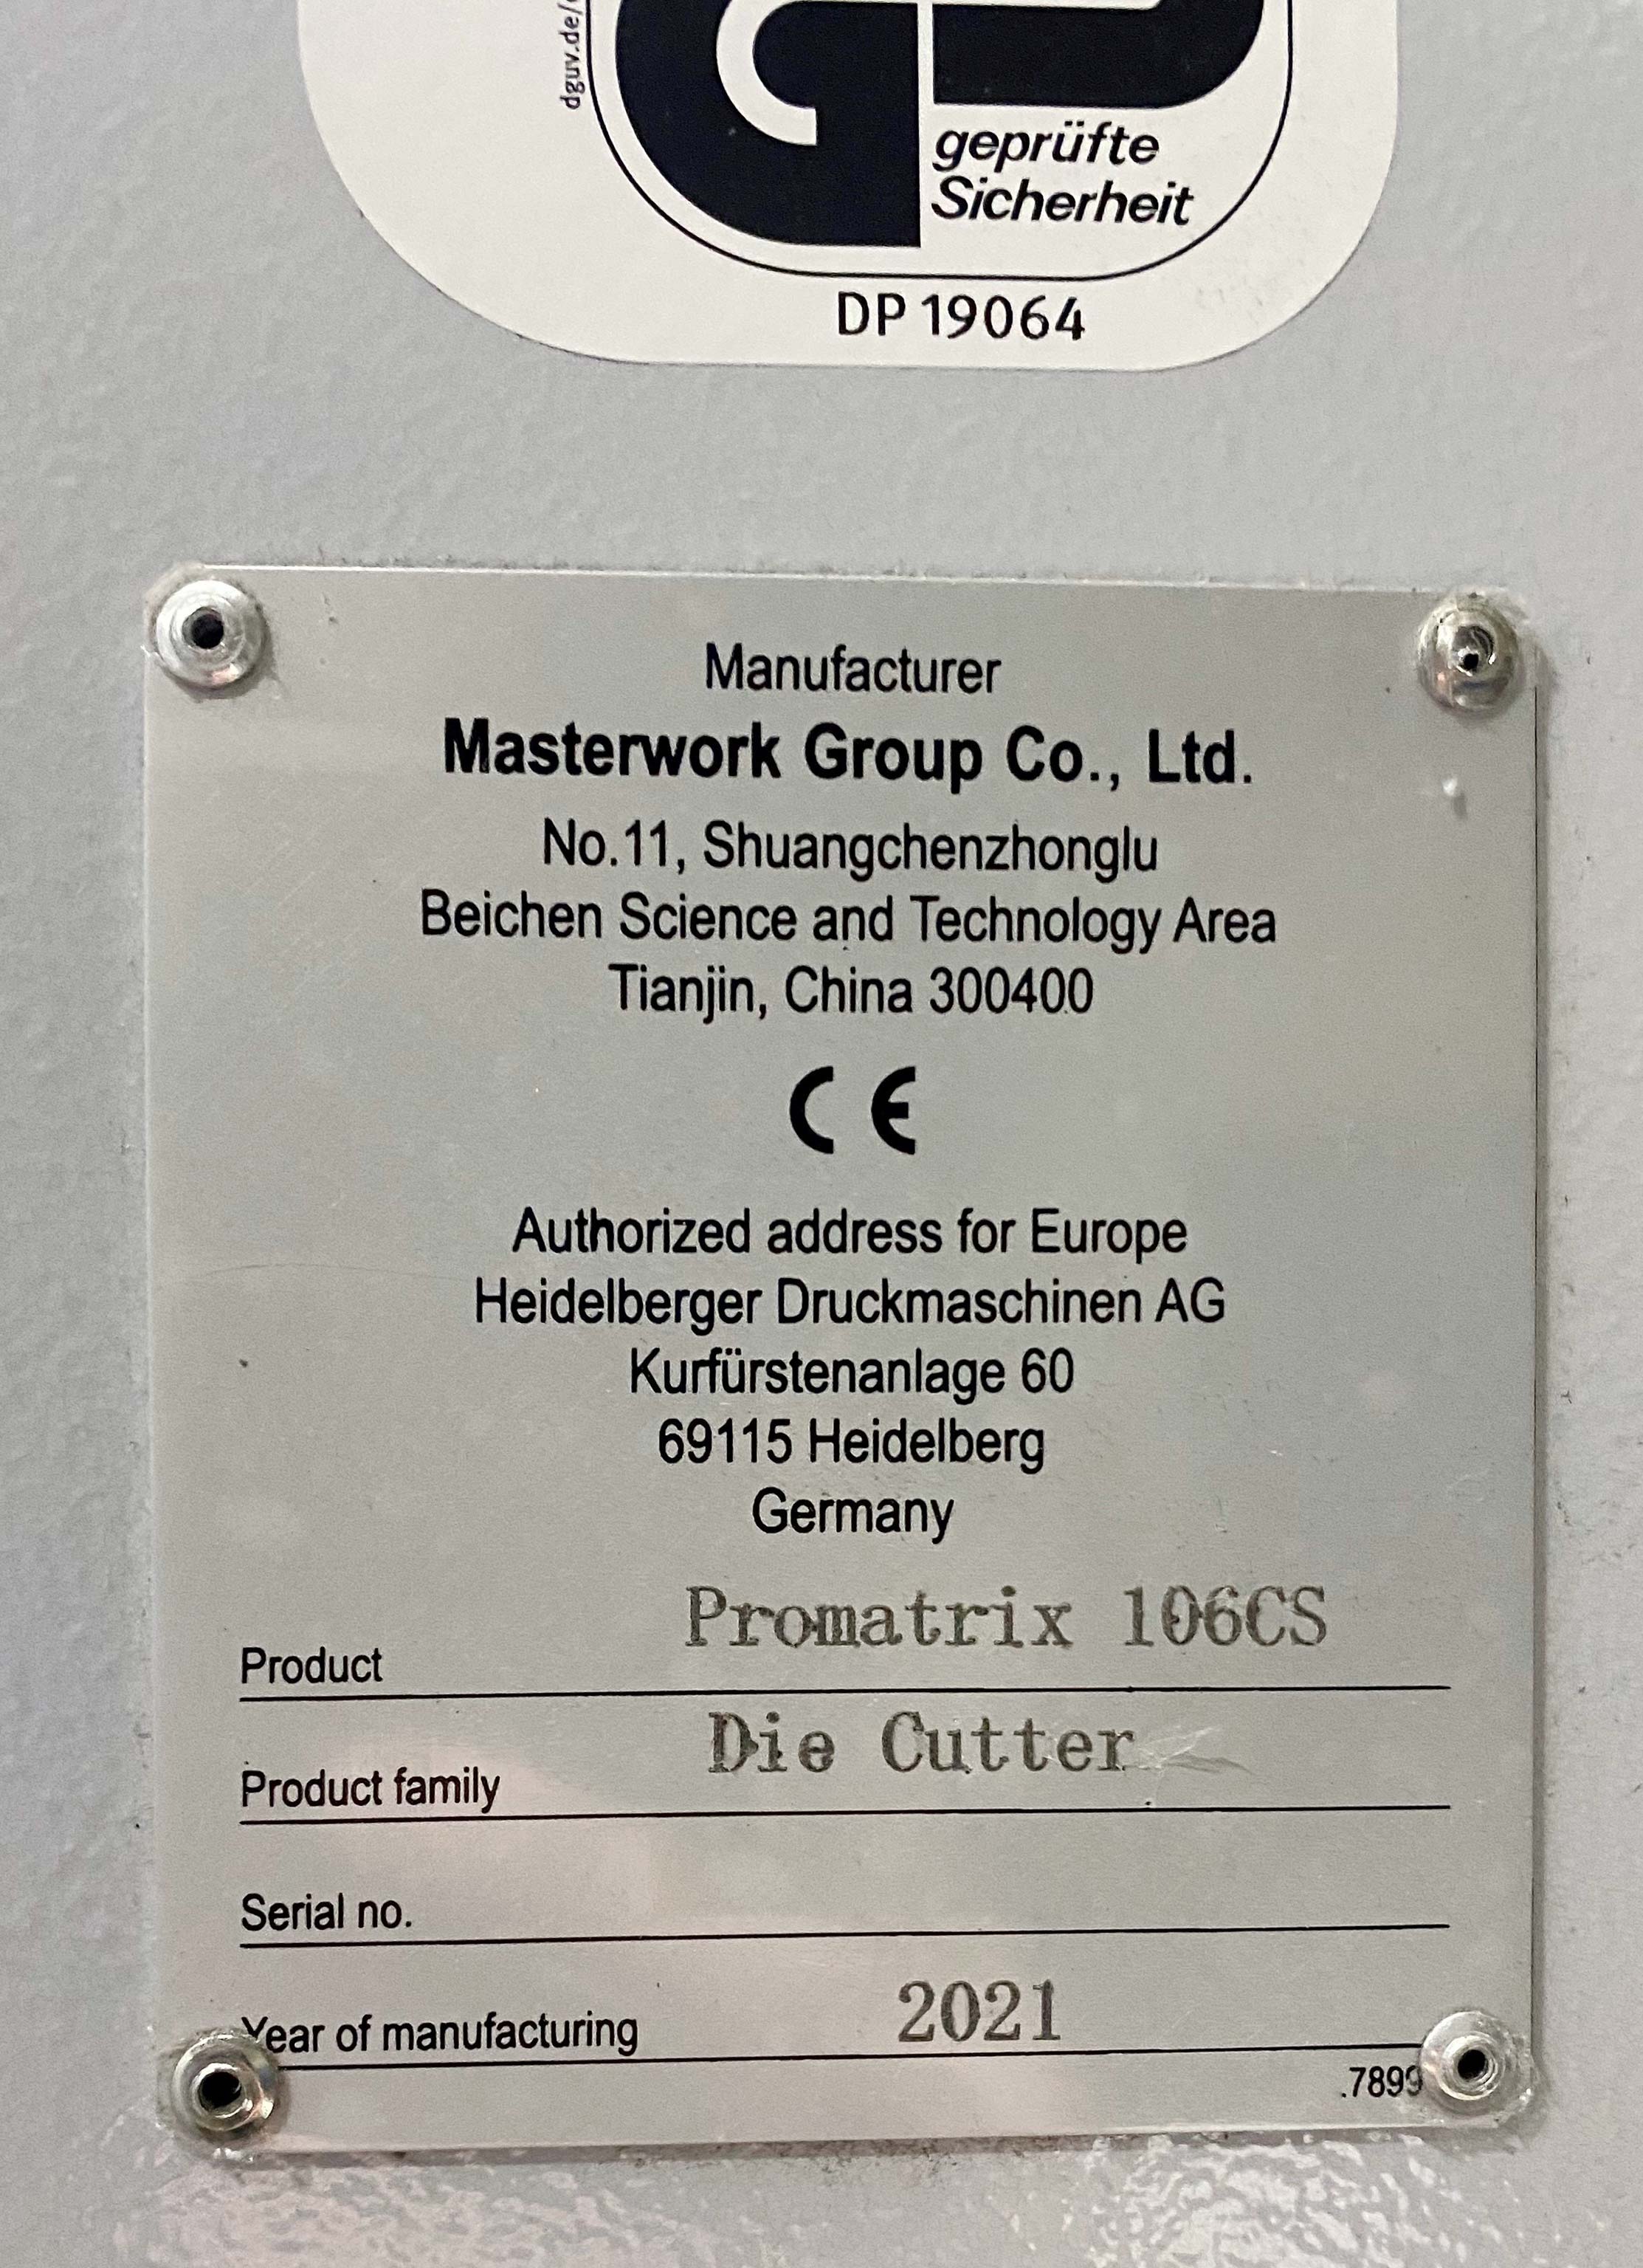 dguv.de/
geprüfte
Sicherheit
DP 19064
Manufacturer
Masterwork Group Co., Ltd.
No.11, Shuangchenzhonglu
Beichen Science and Technology Area
Tianjin, China 300400
CE
Authorized address for Europe
Heidelberger Druckmaschinen AG
Kurfürstenanlage 60
69115 Heidelberg
Germany
Product Promatrix 106CS
Product family Die Cutter
Serial no.
Year of manufacturing 2021
.7899